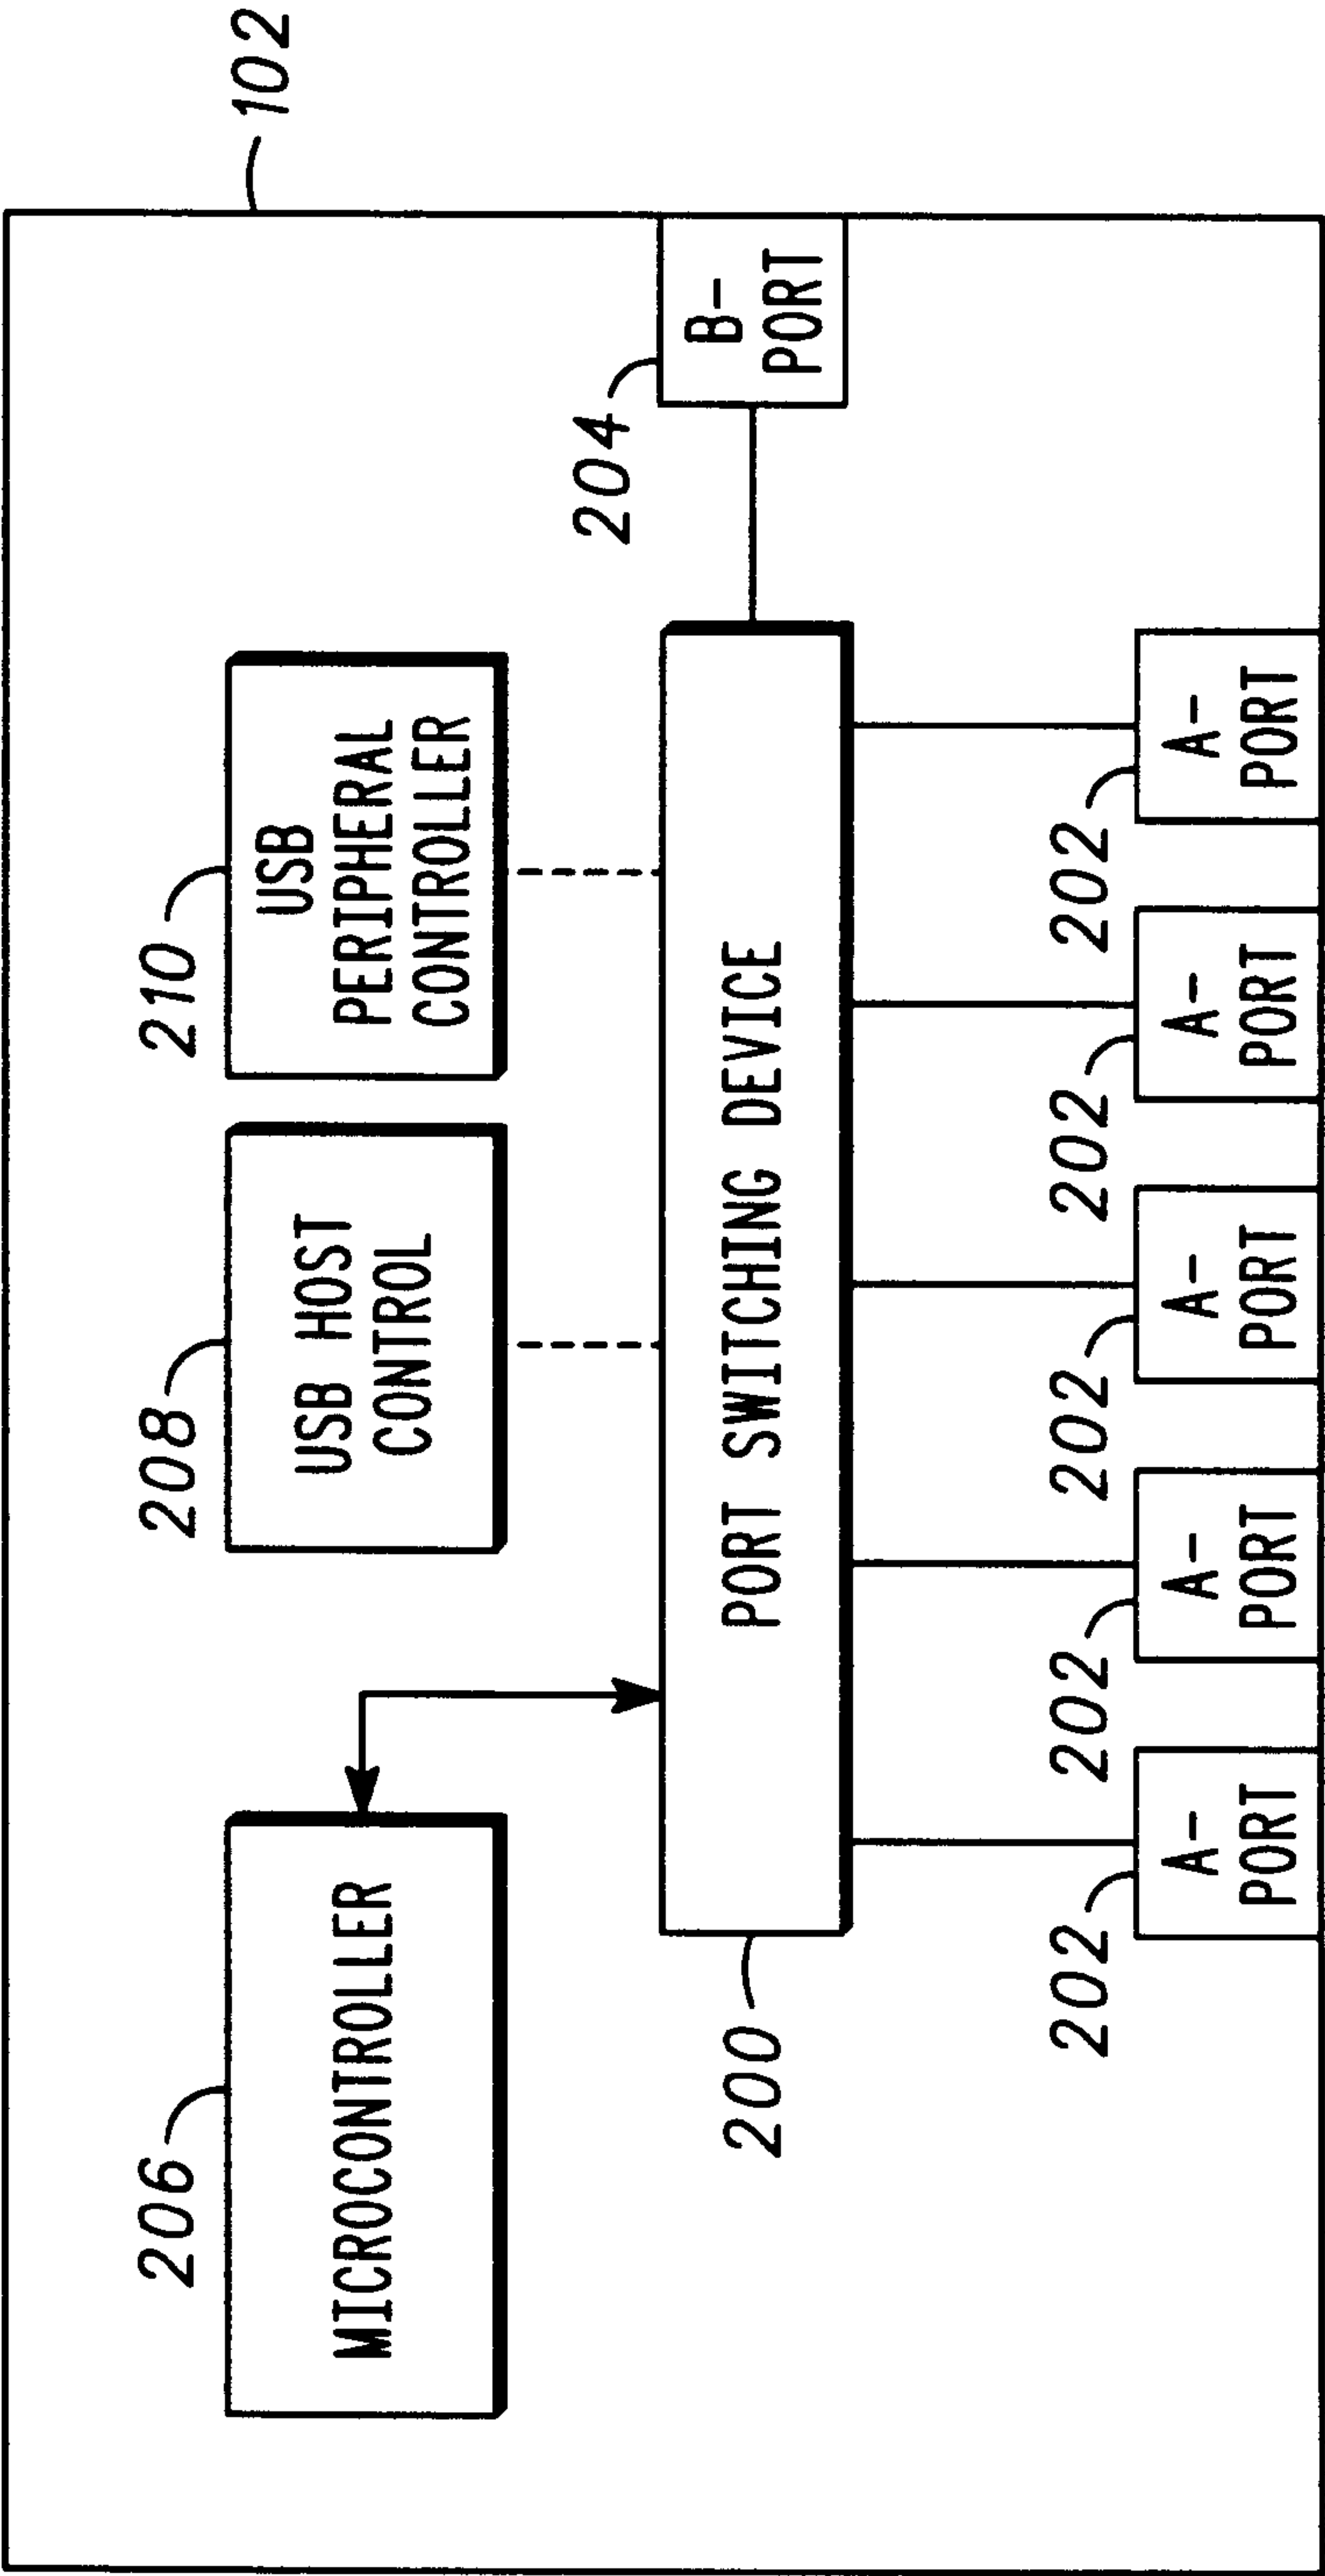 102
210
USB
PERIPHERAL
CONTROLLER
208
USB HOST
CONTROL
206
MICROCONTROLLER
204
B-
PORT
PORT SWITCHING DEVICE
200
202
A-
PORT
202
A-
PORT
202
A-
PORT
202
A-
PORT
202
A-
PORT